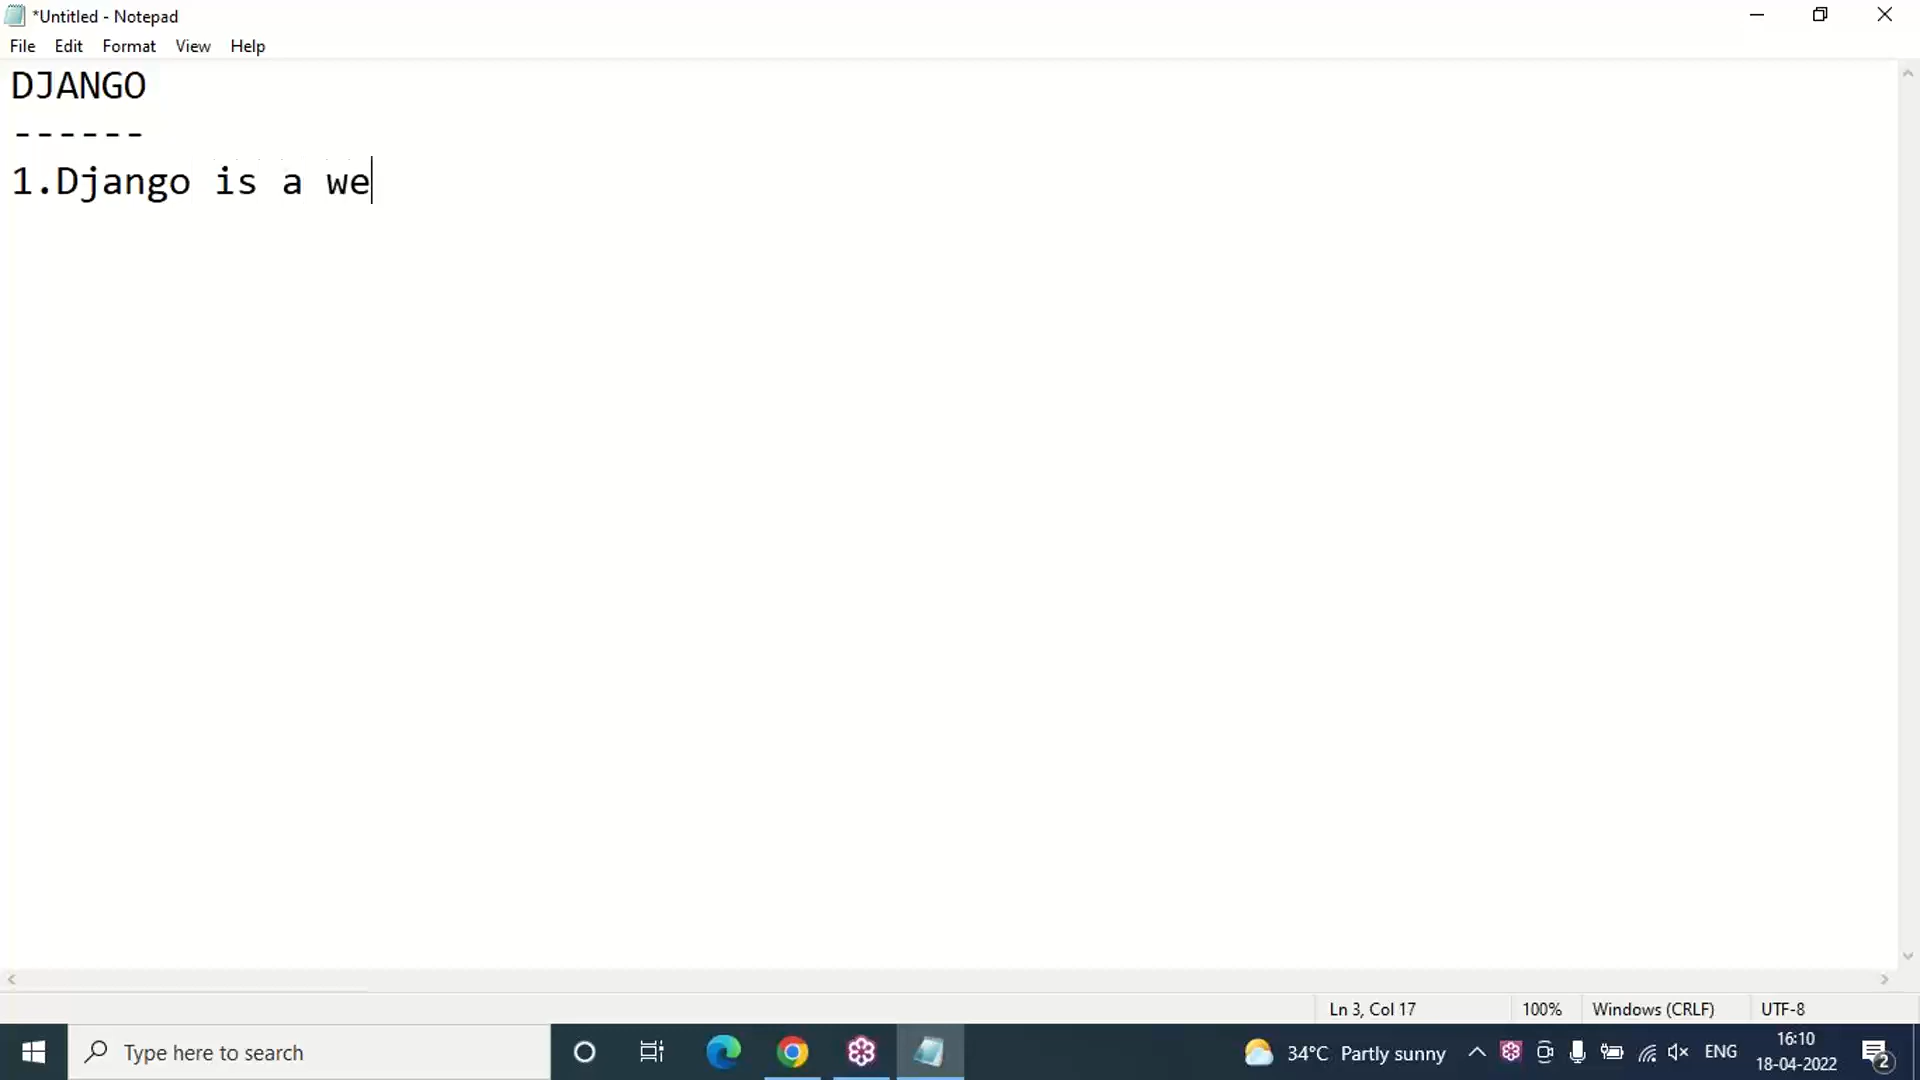 *Untitled - Notepad
File Edit Format View Help
DJANGO
------
1.Django is a we
Ln 3, Col 17 100% Windows (CRLF) UTF-8
Type here to search 34°C Partly sunny ENG 16:10
18-04-2022 2